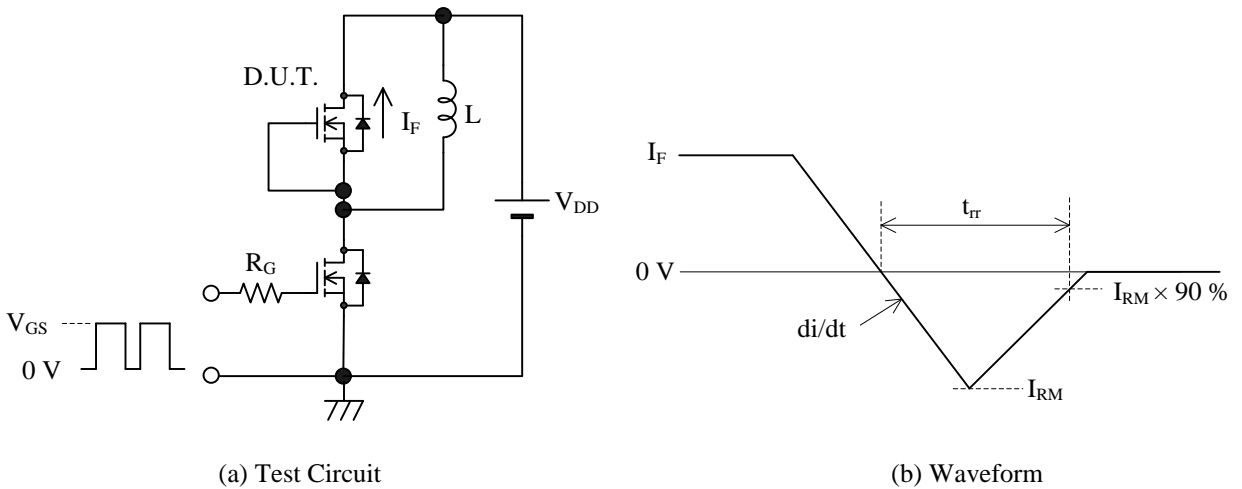 D.U.T.
I_F
L
V_DD
R_G
V_GS
0 V
(a) Test Circuit
I_F
t_rr
0 V
I_RM × 90 %
di/dt
I_RM
(b) Waveform